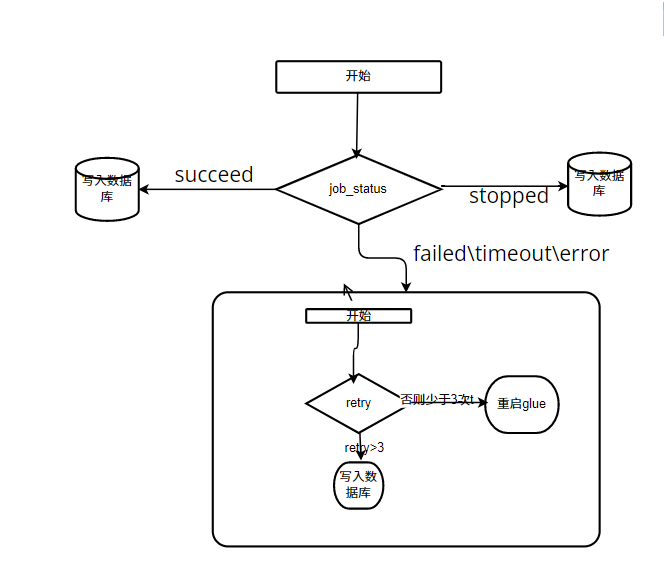 开始
succeed
写入数据
库
job_status
stopped
写入数据
库
failed\timeout\error
开始
retry
否则少于3次t
重启glue
retry>3
写入数
据库